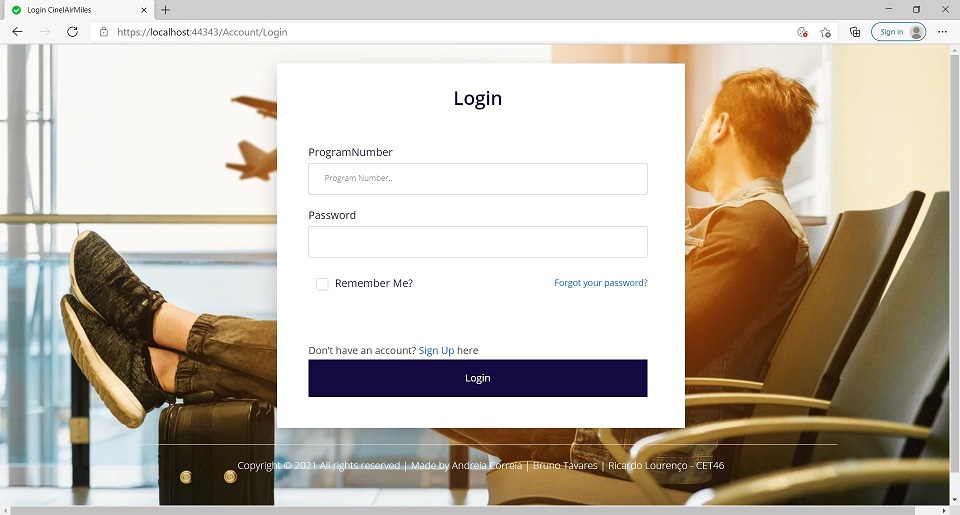 Login CinelAirMiles
https://localhost:44343/Account/Login
Sign in
Login
ProgramNumber
Program Number..
Password
Remember Me?
Forgot your password?
Don't have an account? Sign Up here
Login
Copyright © 2021 All rights reserved | Made by Andreia Correia | Bruno Tavares | Ricardo Lourenço - CET46